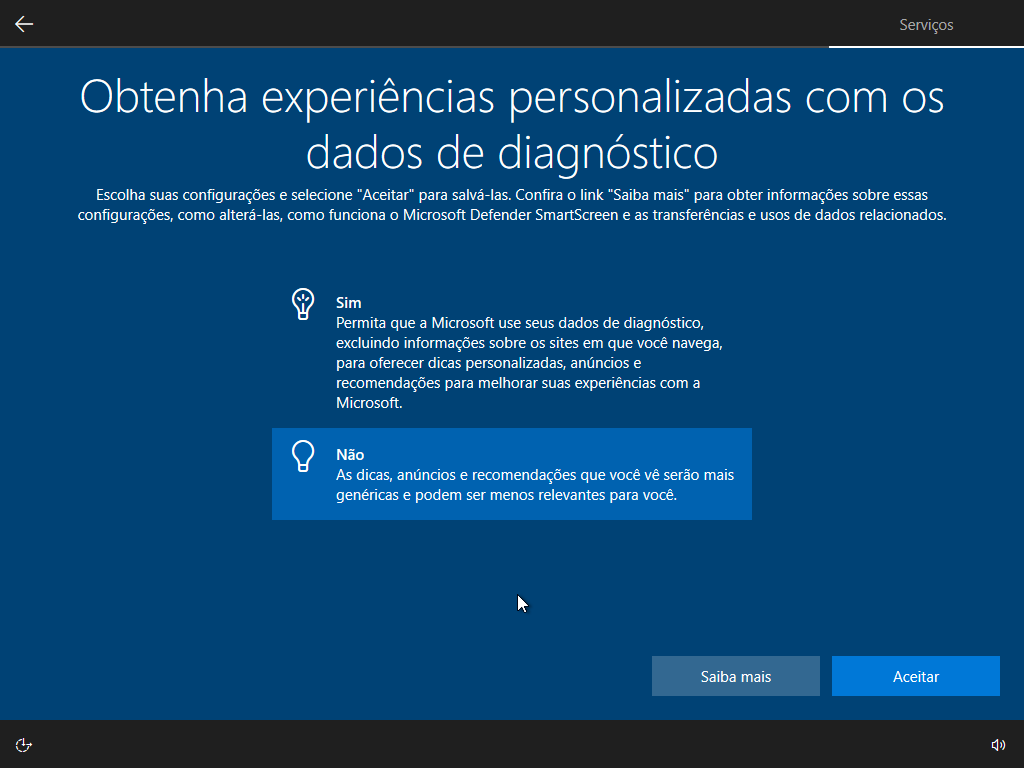 Serviços
Obtenha experiências personalizadas com os
dados de diagnóstico
Escolha suas configurações e selecione "Aceitar" para salvá-las. Confira o link "Saiba mais" para obter informações sobre essas
configurações, como alterá-las, como funciona o Microsoft Defender SmartScreen e as transferências e usos de dados relacionados.
Sim
Permita que a Microsoft use seus dados de diagnóstico,
excluindo informações sobre os sites em que você navega,
para oferecer dicas personalizadas, anúncios e
recomendações para melhorar suas experiências com a
Microsoft.
Não
As dicas, anúncios e recomendações que você vê serão mais
genéricas e podem ser menos relevantes para você.
Saiba mais
Aceitar